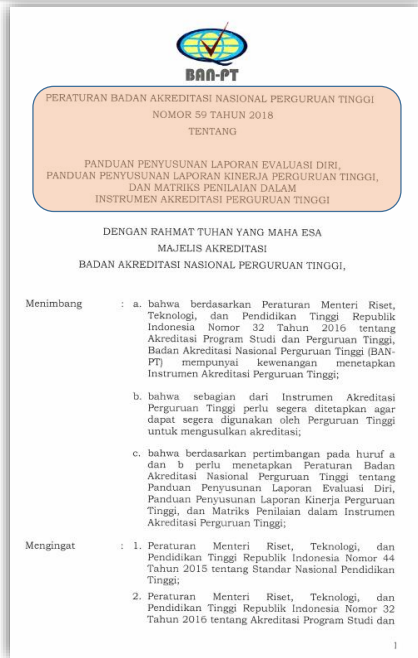 BAN-PT
PERATURAN BADAN AKREDITASI NASIONAL PERGURUAN TINGGI
NOMOR 59 TAHUN 2018
TENTANG
PANDUAN PENYUSUNAN LAPORAN EVALUASI DIRI,
PANDUAN PENYUSUNAN LAPORAN KINERJA PERGURUAN TINGGI,
DAN MATRIKS PENILAIAN DALAM
INSTRUMEN AKREDITASI PERGURUAN TINGGI
DENGAN RAHMAT TUHAN YANG MAHA ESA
MAJELIS AKREDITASI
BADAN AKREDITASI NASIONAL PERGURUAN TINGGI,
Menimbang : a. bahwa berdasarkan Peraturan Menteri Riset,
Teknologi, dan Pendidikan Tinggi Republik
Indonesia Nomor 32 Tahun 2016 tentang
Akreditasi Program Studi dan Perguruan Tinggi,
Badan Akreditasi Nasional Perguruan Tinggi (BAN-
PT) mempunyai kewenangan menetapkan
Instrumen Akreditasi Perguruan Tinggi;
b. bahwa sebagian dari Instrumen Akreditasi
Perguruan Tinggi perlu segera ditetapkan agar
dapat segera digunakan oleh Perguruan Tinggi
untuk mengusulkan akreditasi;
c. bahwa berdasarkan pertimbangan pada huruf a
dan b perlu menetapkan Peraturan Badan
Akreditasi Nasional Perguruan Tinggi tentang
Panduan Penyusunan Laporan Evaluasi Diri,
Panduan Penyusunan Laporan Kinerja Perguruan
Tinggi, dan Matriks Penilaian dalam Instrumen
Akreditasi Perguruan Tinggi;
Mengingat : 1. Peraturan Menteri Riset, Teknologi, dan
Pendidikan Tinggi Republik Indonesia Nomor 44
Tahun 2015 tentang Standar Nasional Pendidikan
Tinggi;
2. Peraturan Menteri Riset, Teknologi, dan
Pendidikan Tinggi Republik Indonesia Nomor 32
Tahun 2016 tentang Akreditasi Program Studi dan
1